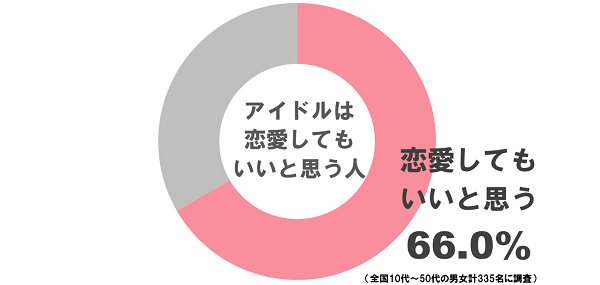 アイドルは
恋愛しても
いいと思う人
恋愛しても
いいと思う
66.0%
（全国10代～50代の男女計335名に調査）